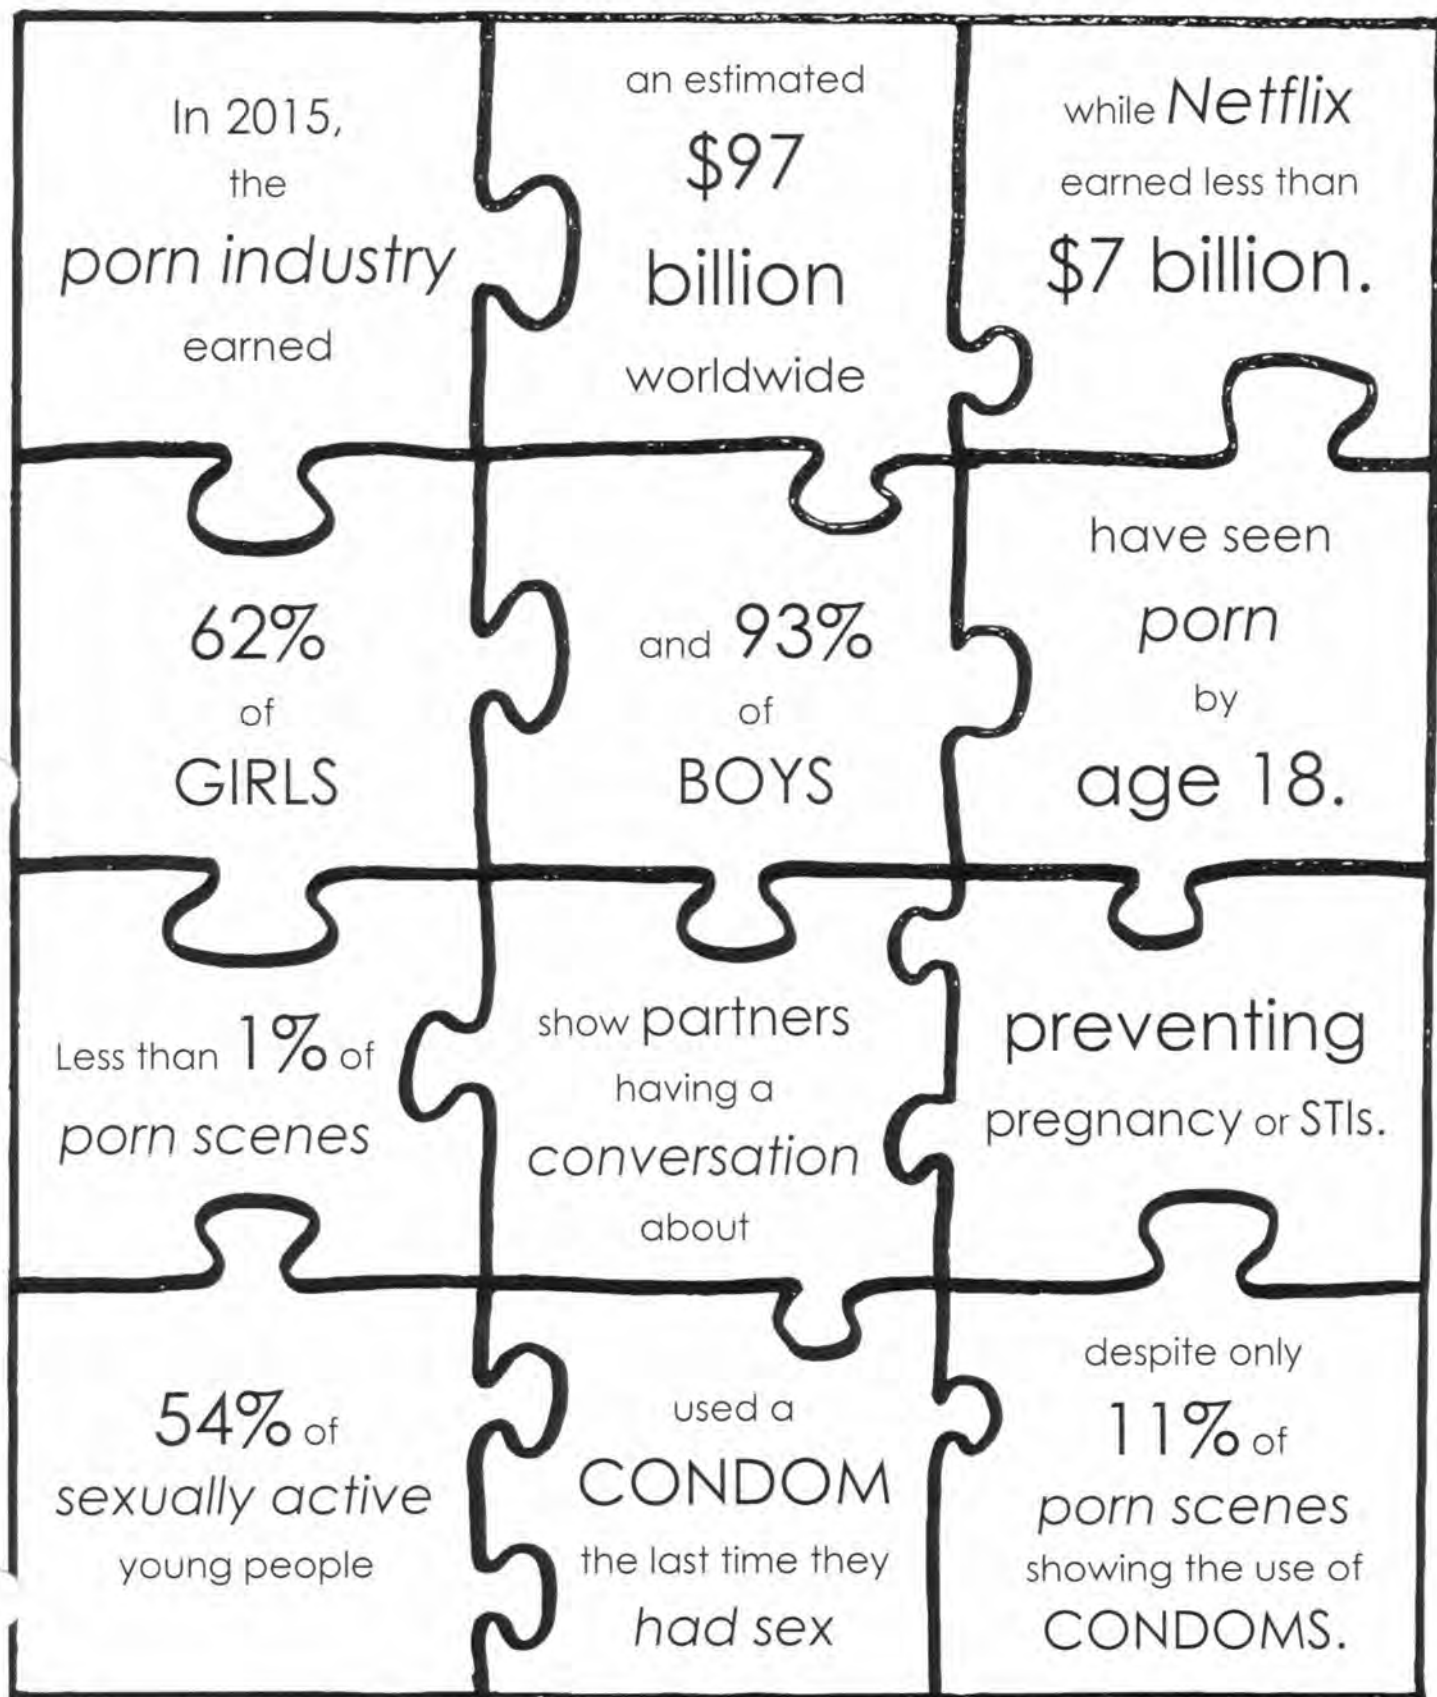 In 2015,
the
porn industry
earned
an estimated
$97
billion
worldwide
while Netflix
earned less than
$7 billion.
62%
of
GIRLS
and 93%
of
BOYS
have seen
porn
by
age 18.
Less than 1% of
porn scenes
show partners
having a
conversation
about
preventing
pregnancy or STIs.
54% of
sexually active
young people
used a
CONDOM
the last time they
had sex
despite only
11% of
porn scenes
showing the use of
CONDOMS.